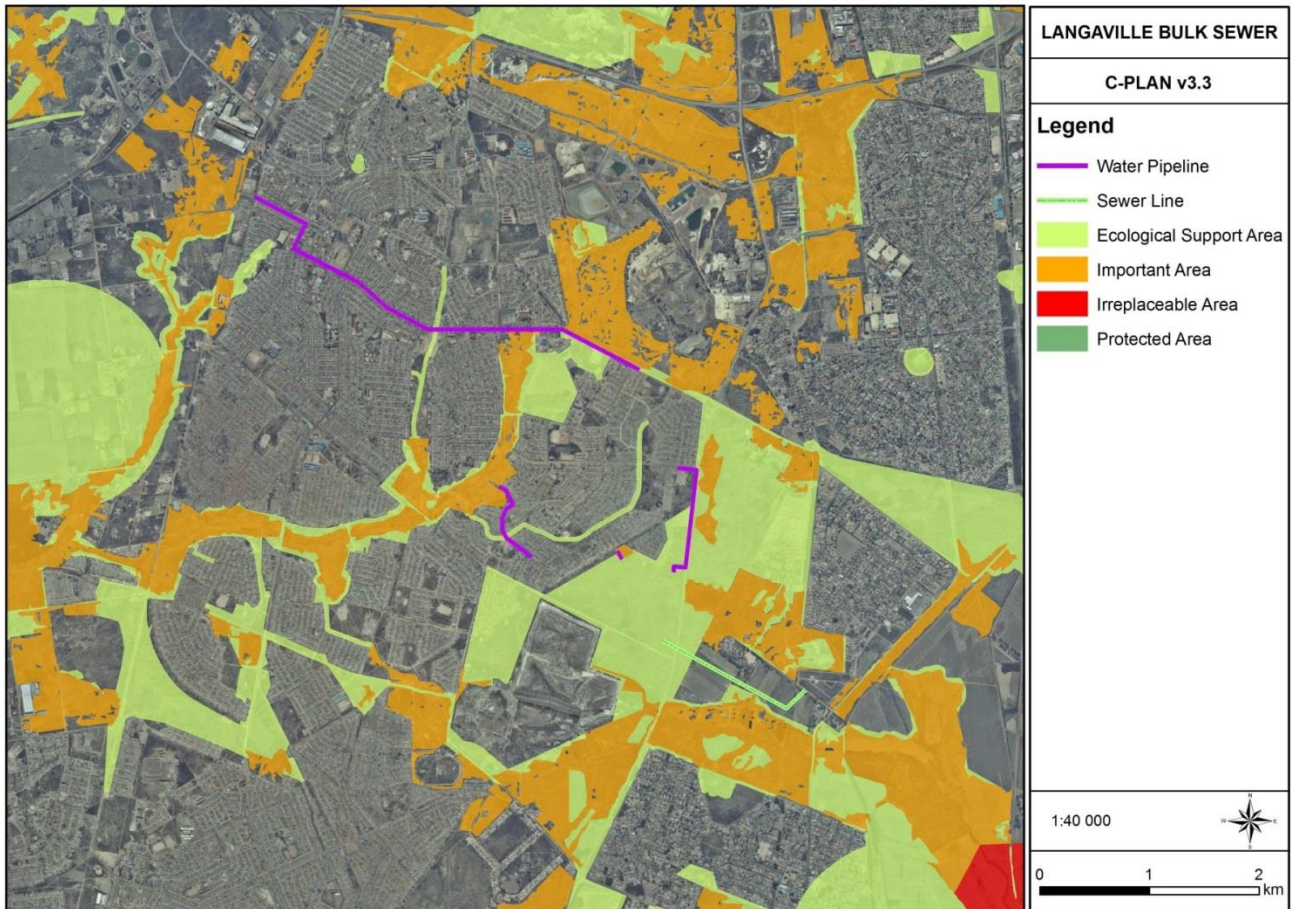 LANGAVILLE BULK SEWER
C-PLAN v3.3
Legend
Water Pipeline
Sewer Line
Ecological Support Area
Important Area
Irreplaceable Area
Protected Area
1:40 000
N
W E
S
0 1 2
km